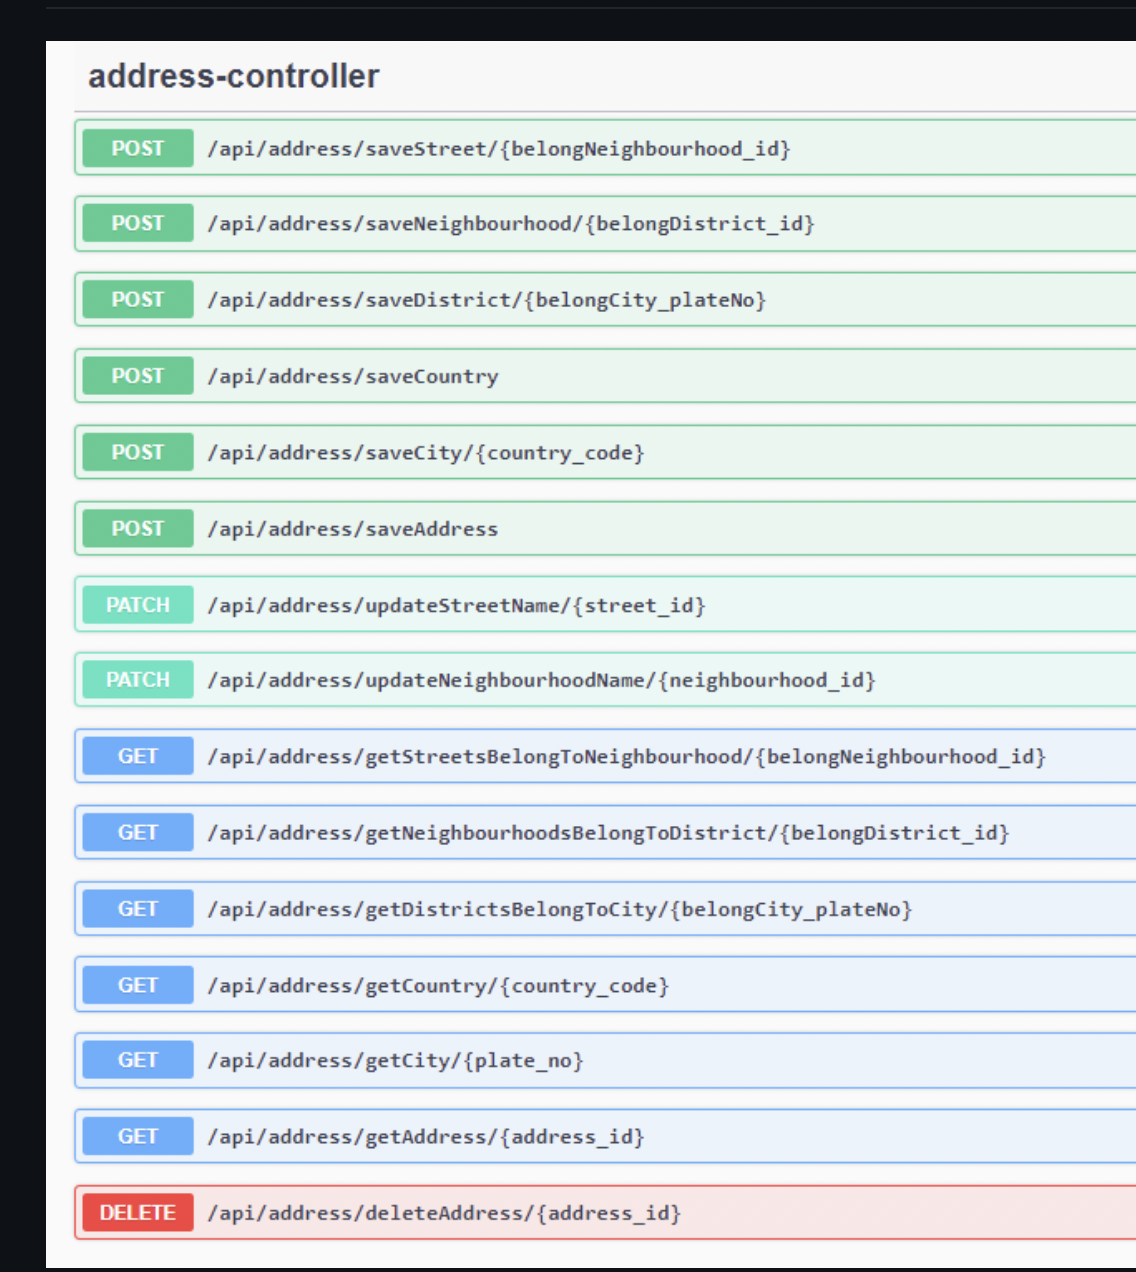 address-controller
POST /api/address/saveStreet/{belongNeighbourhood_id}
POST /api/address/saveNeighbourhood/{belongDistrict_id}
POST /api/address/saveDistrict/{belongCity_plateNo}
POST /api/address/saveCountry
POST /api/address/saveCity/{country_code}
POST /api/address/saveAddress
PATCH /api/address/updateStreetName/{street_id}
PATCH /api/address/updateNeighbourhoodName/{neighbourhood_id}
GET /api/address/getStreetsBelongToNeighbourhood/{belongNeighbourhood_id}
GET /api/address/getNeighbourhoodsBelongToDistrict/{belongDistrict_id}
GET /api/address/getDistrictsBelongToCity/{belongCity_plateNo}
GET /api/address/getCountry/{country_code}
GET /api/address/getCity/{plate_no}
GET /api/address/getAddress/{address_id}
DELETE /api/address/deleteAddress/{address_id}